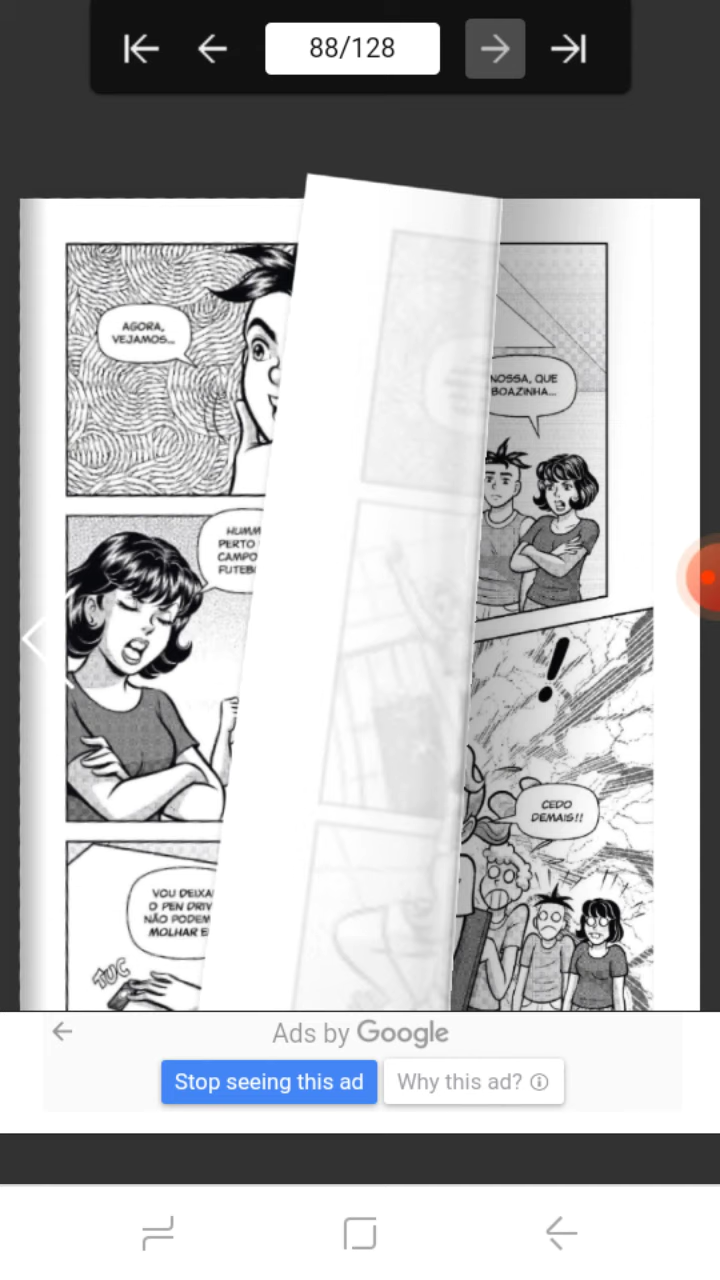 88/128
AGORA,
VEJAMOS...
NOSSA, QUE
BOAZINHA...
HUMM
PERTO
CAMPO
!
CEDO
DEMAIS!!
VOU DEIXA
O PEN DRIV
NÃO PODEM
MOLHAR E
TUC
Ads by Google
Stop seeing this ad
Why this ad?